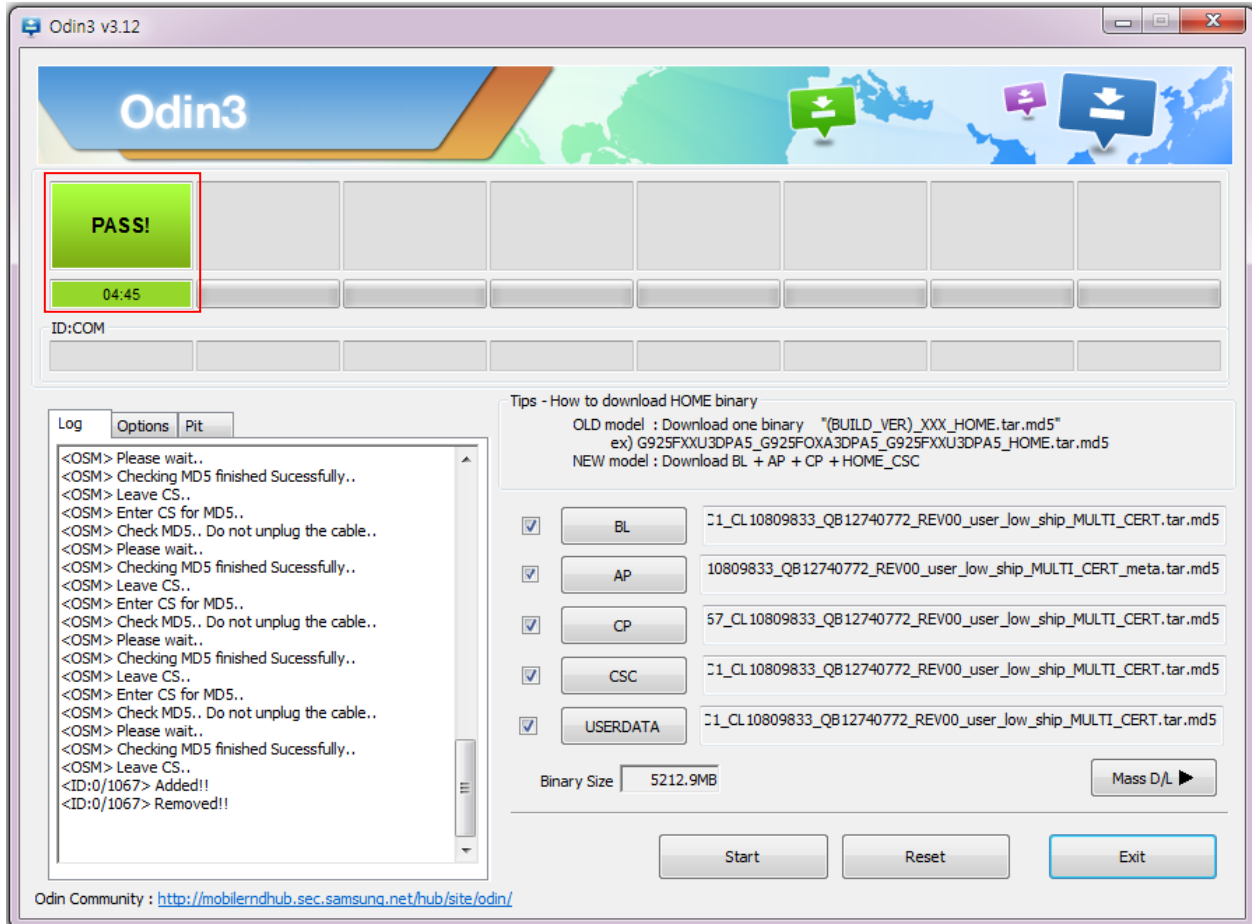 Odin3 v3.12
Odin3
PASS!
04:45
ID:COM
Log
Options
Pit
<OSM> Please wait..
<OSM> Checking MD5 finished Sucessfully..
<OSM> Leave CS..
<OSM> Enter CS for MD5..
<OSM> Check MD5.. Do not unplug the cable..
<OSM> Please wait..
<OSM> Checking MD5 finished Sucessfully..
<OSM> Leave CS..
<OSM> Enter CS for MD5..
<OSM> Check MD5.. Do not unplug the cable..
<OSM> Please wait..
<OSM> Checking MD5 finished Sucessfully..
<OSM> Leave CS..
<OSM> Enter CS for MD5..
<OSM> Check MD5.. Do not unplug the cable..
<OSM> Please wait..
<OSM> Checking MD5 finished Sucessfully..
<OSM> Leave CS..
<ID:0/1067> Added!!
<ID:0/1067> Removed!!
Tips - How to download HOME binary
OLD model : Download one binary "(BUILD_VER)_XXX_HOME.tar.md5"
ex) G925FXXU3DPA5_G925FOXA3DPA5_G925FXXU3DPA5_HOME.tar.md5
NEW model : Download BL + AP + CP + HOME_CSC
BL
C1_CL10809833_QB12740772_REV00_user_low_ship_MULTI_CERT.tar.md5
AP
10809833_QB12740772_REV00_user_low_ship_MULTI_CERT_meta.tar.md5
CP
67_CL10809833_QB12740772_REV00_user_low_ship_MULTI_CERT.tar.md5
CSC
C1_CL10809833_QB12740772_REV00_user_low_ship_MULTI_CERT.tar.md5
USERDATA
C1_CL10809833_QB12740772_REV00_user_low_ship_MULTI_CERT.tar.md5
Binary Size 5212.9MB
Mass D/L
Start
Reset
Exit
Odin Community : http://mobilerndhub.sec.samsung.net/hub/site/odin/